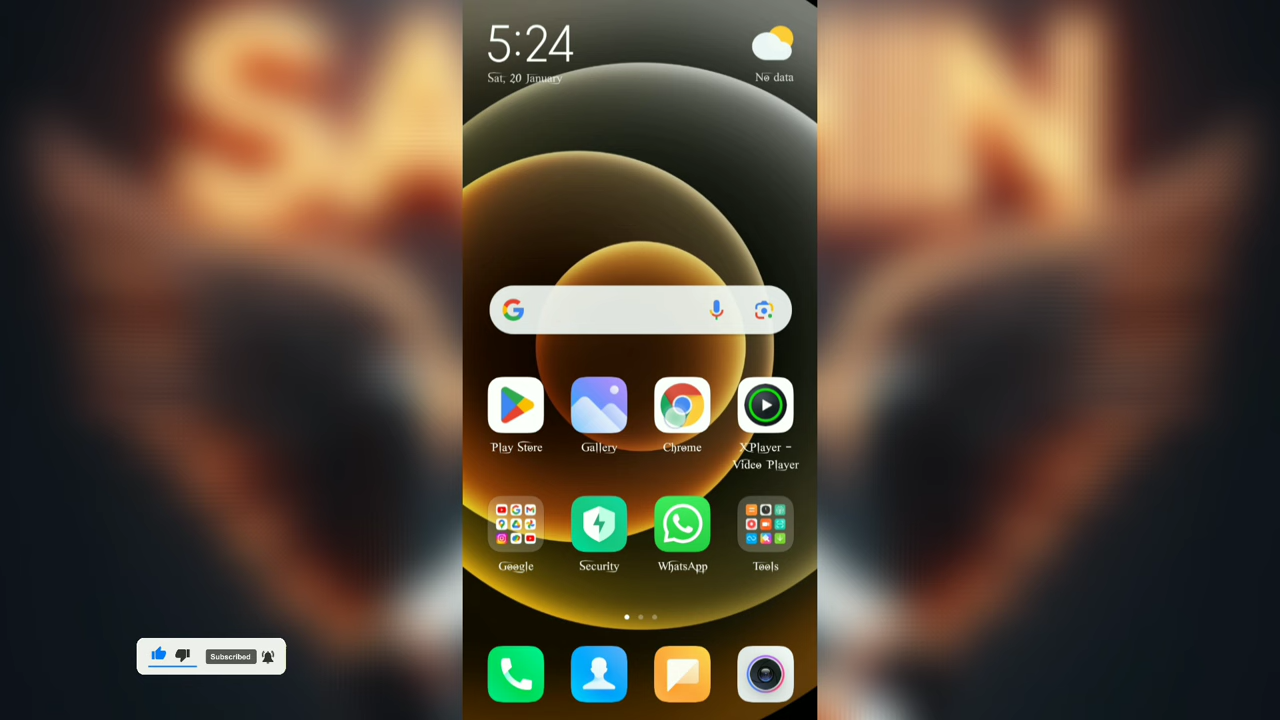 5:24
Sat, 20 January
No data
Play Store
Gallery
Chrome
XPlayer -
Video Player
Google
Security
WhatsApp
Tools
Subscribed